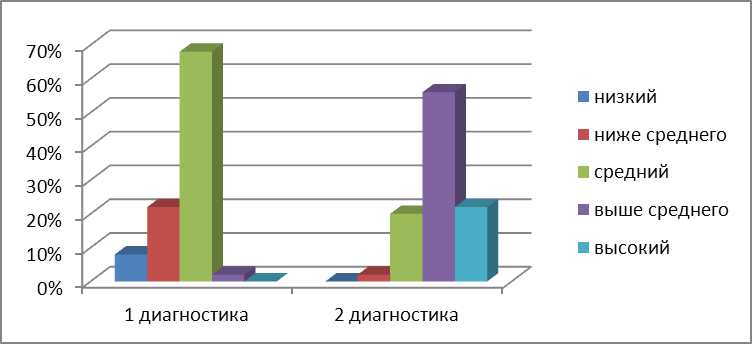 70%
60%
50%
40%
30%
20%
10%
0%
1 диагностика
2 диагностика
низкий
ниже среднего
средний
выше среднего
высокий